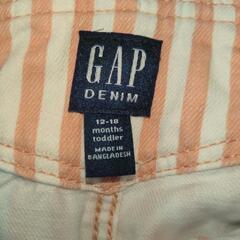 GAP
DENIM
12-18
months
toddler
MADE IN
BANGLADESH